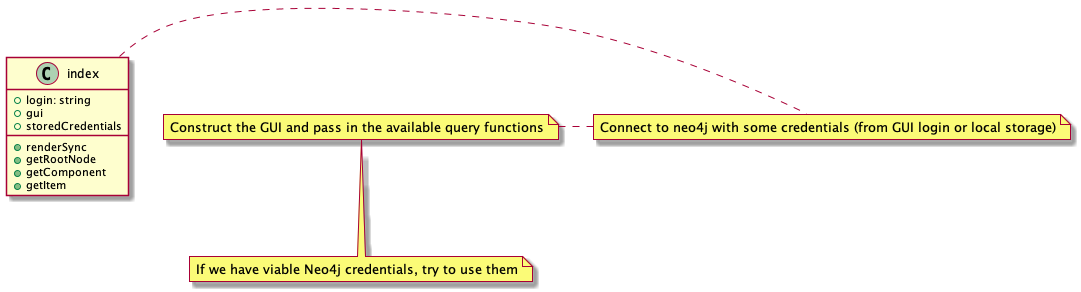 C index
login: string
gui
storedCredentials
renderSync
getRootNode
getComponent
getItem
Construct the GUI and pass in the available query functions
Connect to neo4j with some credentials (from GUI login or local storage)
If we have viable Neo4j credentials, try to use them